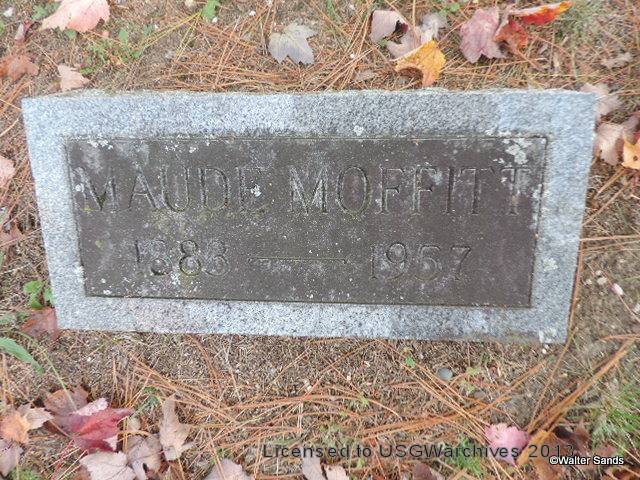 MAUDE MOFFITT
1883 — 1957
Licensed to USGWarchives 2013
©Walter Sands